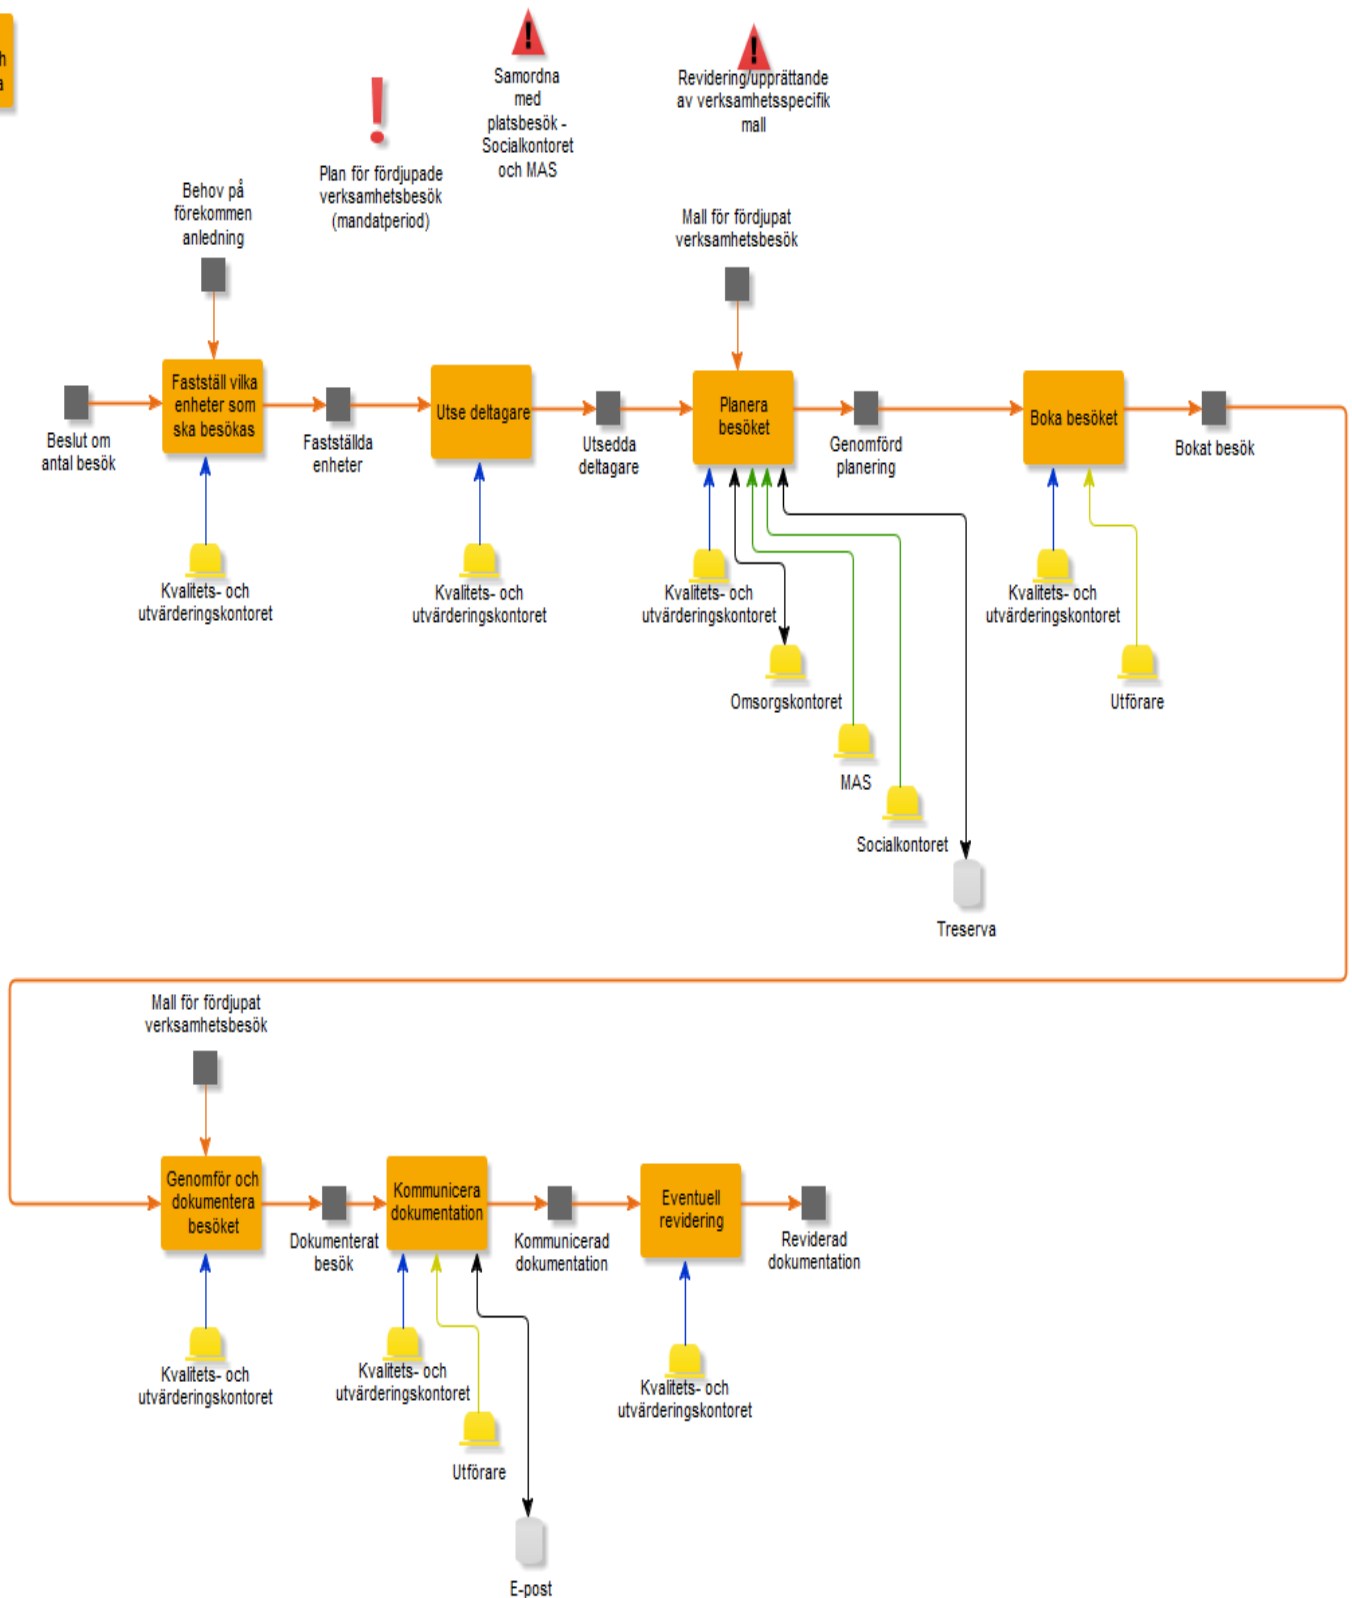 h
a
Samordna
med
platsbesök -
Socialkontoret
och MAS
Revidering/upprättande
av verksamhetsspecifik
mall
Plan för fördjupade
verksamhetsbesök
(mandatperiod)
Behov på
förekommen
anledning
Mall för fördjupat
verksamhetsbesök
Beslut om
antal besök
Fastställ vilka
enheter som
ska besökas
Fastställda
enheter
Utse deltagare
Utsedda
deltagare
Planera
besöket
Genomförd
planering
Boka besöket
Bokat besök
Kvalitets- och
utvärderingskontoret
Kvalitets- och
utvärderingskontoret
Kvalitets- och
utvärderingskontoret
Kvalitets- och
utvärderingskontoret
Omsorgskontoret
Utförare
MAS
Socialkontoret
Treserva
Mall för fördjupat
verksamhetsbesök
Genomför och
dokumentera
besöket
Dokumenterat
besök
Kommunicera
dokumentation
Kommunicerad
dokumentation
Eventuell
revidering
Reviderad
dokumentation
Kvalitets- och
utvärderingskontoret
Kvalitets- och
utvärderingskontoret
Kvalitets- och
utvärderingskontoret
Utförare
E-post